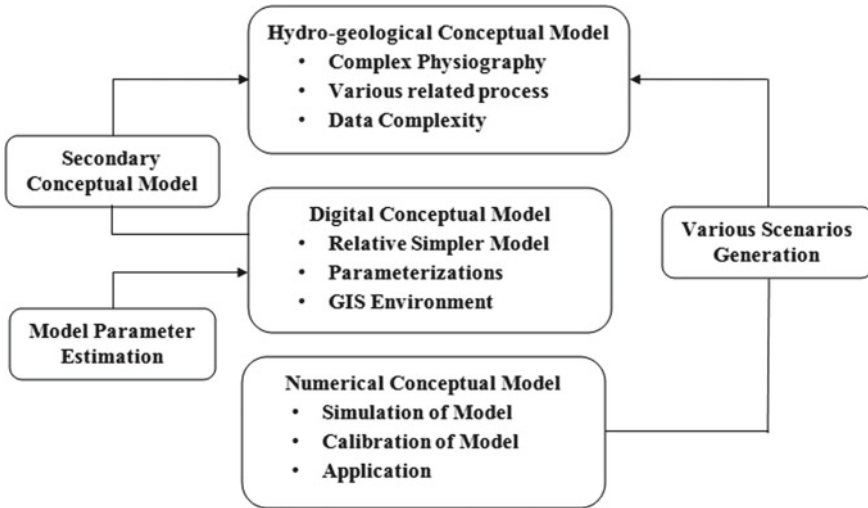 Hydro-geological Conceptual Model
• Complex Physiography
• Various related process
• Data Complexity
Secondary
Conceptual Model
Digital Conceptual Model
• Relative Simpler Model
• Parameterizations
• GIS Environment
Various Scenarios
Generation
Model Parameter
Estimation
Numerical Conceptual Model
• Simulation of Model
• Calibration of Model
• Application